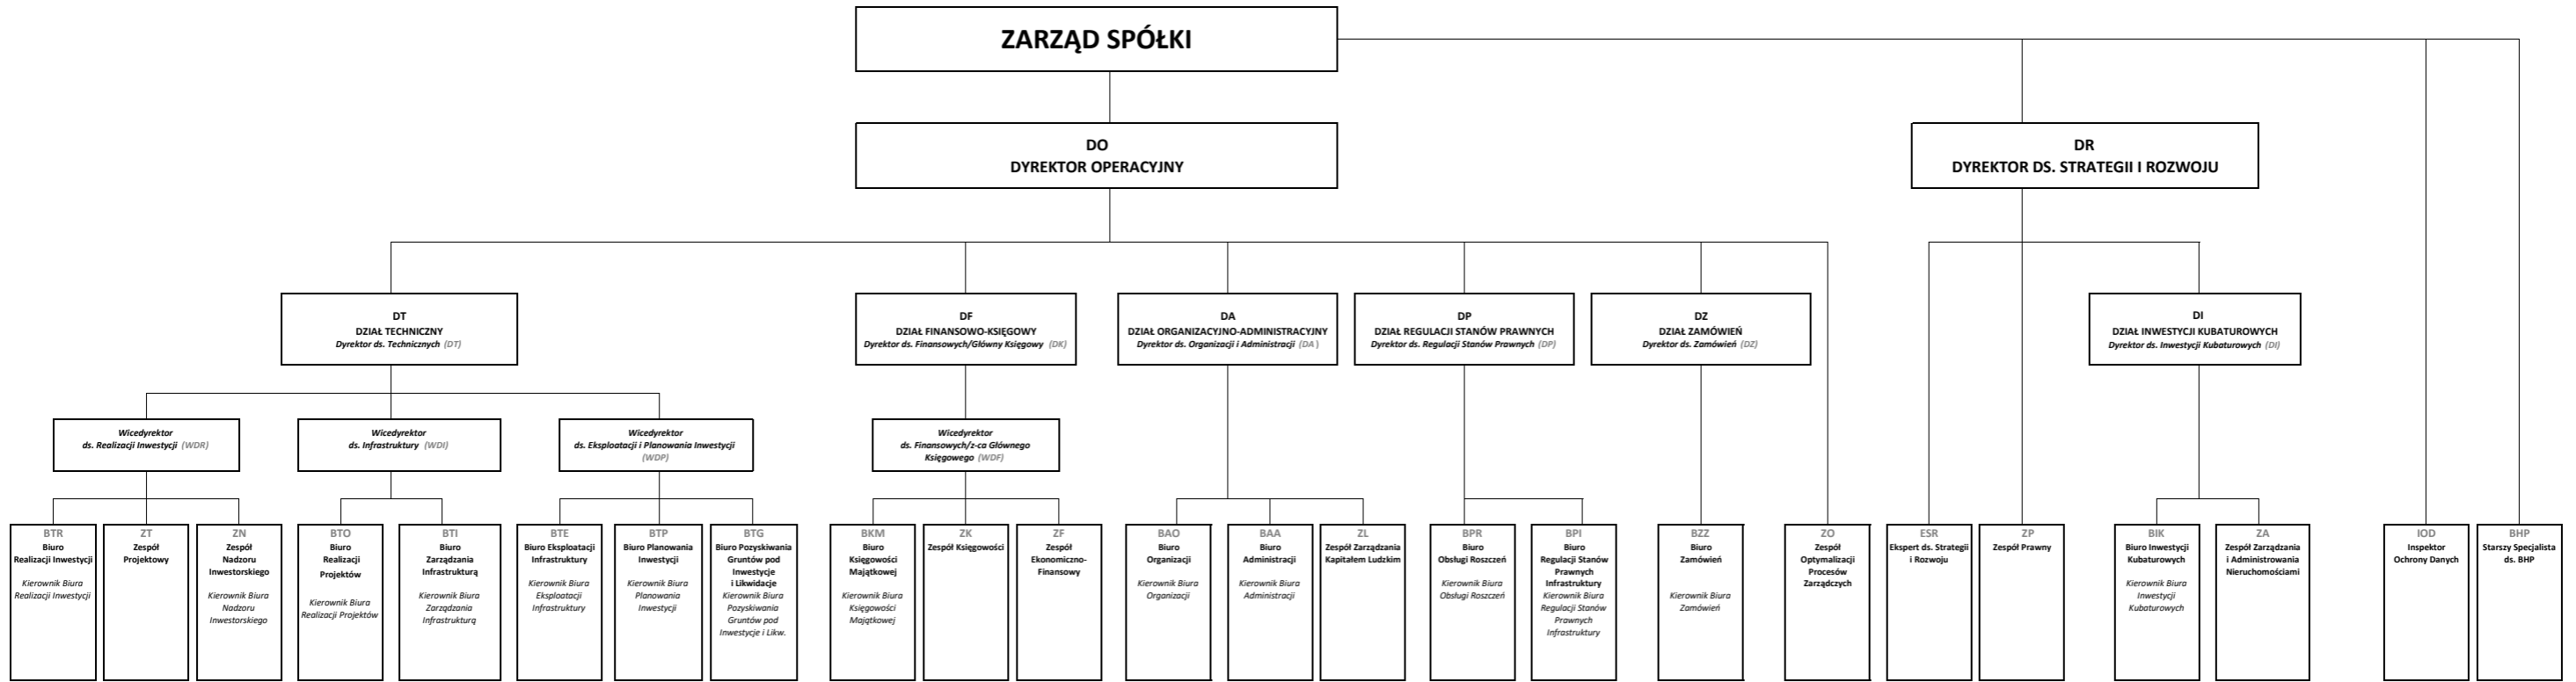 ZARZĄD SPÓŁKI
DO
DYREKTOR OPERACYJNY
DR
DYREKTOR DS. STRATEGII I ROZWOJU
DT
DZIAŁ TECHNICZNY
Dyrektor ds. Technicznych (DT)
DF
DZIAŁ FINANSOWO-KSIĘGOWY
Dyrektor ds. Finansowych/Główny Księgowy (DK)
DA
DZIAŁ ORGANIZACYJNO-ADMINISTRACYJNY
Dyrektor ds. Organizacji i Administracji (DA )
DP
DZIAŁ REGULACJI STANÓW PRAWNYCH
Dyrektor ds. Regulacji Stanów Prawnych (DP)
DZ
DZIAŁ ZAMÓWIEŃ
Dyrektor ds. Zamówień (DZ)
DI
DZIAŁ INWESTYCJI KUBATUROWYCH
Dyrektor ds. Inwestycji Kubaturowych (DI)
Wicedyrektor
ds. Realizacji Inwestycji (WDR)
Wicedyrektor
ds. Infrastruktury (WDI)
Wicedyrektor
ds. Eksploatacji i Planowania Inwestycji
(WDP)
Wicedyrektor
ds. Finansowych/z-ca Głównego
Księgowego (WDF)
BTR
Biuro
Realizacji Inwestycji
Kierownik Biura
Realizacji Inwestycji
ZT
Zespół
Projektowy
ZN
Zespół
Nadzoru
Inwestorskiego
Kierownik Biura
Nadzoru
Inwestorskiego
BTO
Biuro
Realizacji
Projektów
Kierownik Biura
Realizacji Projektów
BTI
Biuro
Zarządzania
Infrastrukturą
Kierownik Biura
Zarządzania
Infrastrukturą
BTE
Biuro Eksploatacji
Infrastruktury
Kierownik Biura
Eksploatacji
Infrastruktury
BTP
Biuro Planowania
Inwestycji
Kierownik Biura
Planowania
Inwestycji
BTG
Biuro Pozyskiwania
Gruntów pod
Inwestycje
i Likwidacje
Kierownik Biura
Pozyskiwania
Gruntów pod
Inwestycje i Likw.
BKM
Biuro
Księgowości
Majątkowej
Kierownik Biura
Księgowości
Majątkowej
ZK
Zespół Księgowości
ZF
Zespół
Ekonomiczno-
Finansowy
BAO
Biuro
Organizacji
Kierownik Biura
Organizacji
BAA
Biuro
Administracji
Kierownik Biura
Administracji
ZL
Zespół Zarządzania
Kapitałem Ludzkim
BPR
Biuro
Obsługi Roszczeń
Kierownik Biura
Obsługi Roszczeń
BPI
Biuro
Regulacji Stanów
Prawnych
Infrastruktury
Kierownik Biura
Regulacji Stanów
Prawnych
Infrastruktury
BZZ
Biuro
Zamówień
Kierownik Biura
Zamówień
ZO
Zespół
Optymalizacji
Procesów
Zarządczych
ESR
Ekspert ds. Strategii
i Rozwoju
ZP
Zespół Prawny
BIK
Biuro Inwestycji
Kubaturowych
Kierownik Biura
Inwestycji
Kubaturowych
ZA
Zespół Zarządzania
i Administrowania
Nieruchomościami
IOD
Inspektor
Ochrony Danych
BHP
Starszy Specjalista
ds. BHP